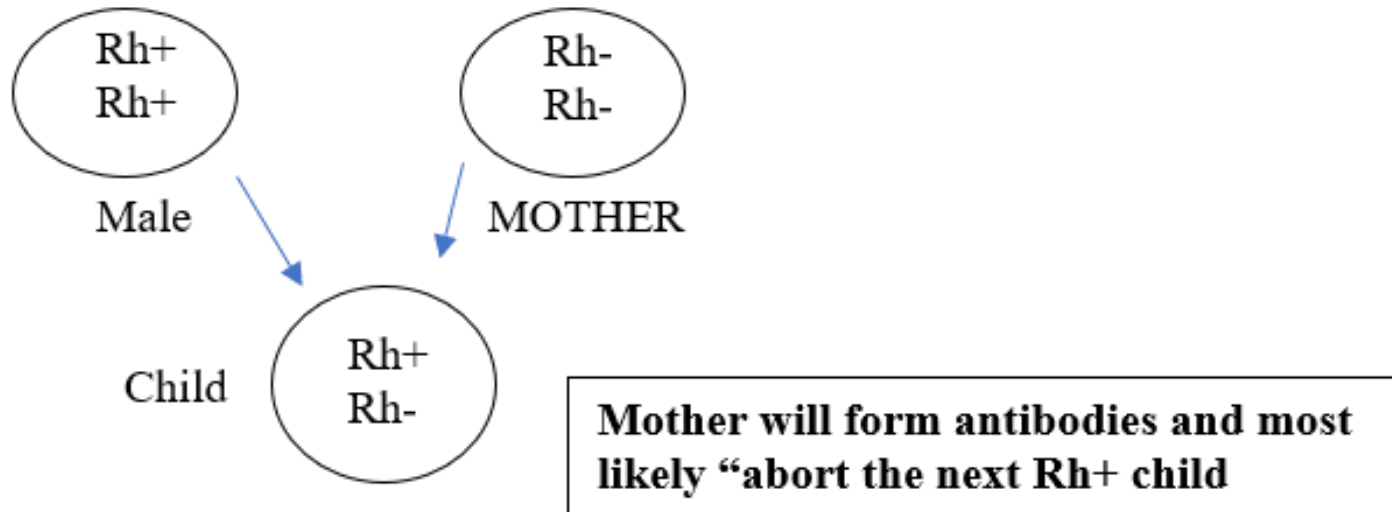 Rh+
Rh+
Male
Rh-
Rh-
MOTHER
Child
Rh+
Rh-
Mother will form antibodies and most
likely “abort the next Rh+ child